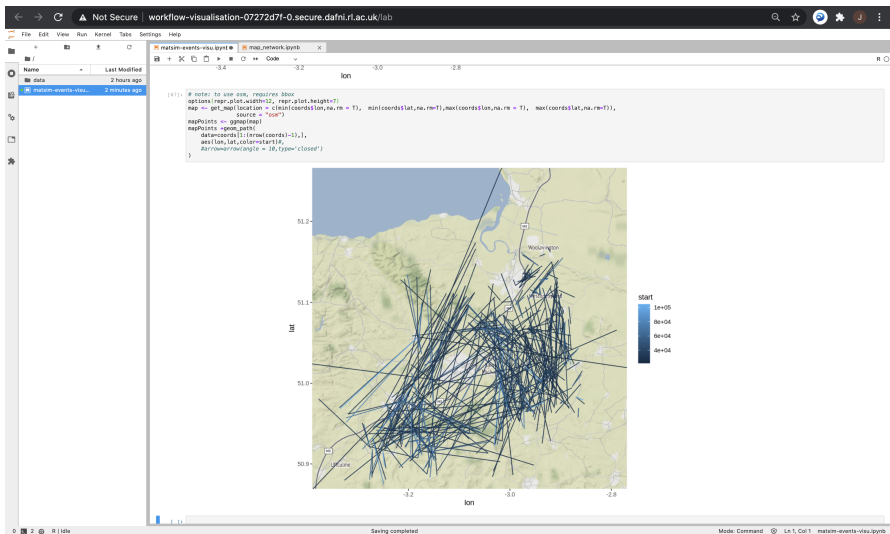 Not Secure | workflow-visualisation-07272d7f-0.secure.dafni.rl.ac.uk/lab
J
File Edit View Run Kernel Tabs Settings Help
matsim-events-visu.ipynb
map_network.ipynb
Code
R
/
Name
Last Modified
data
2 hours ago
matsim-events-visu...
2 minutes ago
-3.4
-3.2
-3.0
-2.8
lon
# note: to use osm, requires bbox
options(repr.plot.width=12, repr.plot.height=7)
map <- get_map(location = c(min(coords$lon,na.rm = T), min(coords$lat,na.rm=T),max(coords$lon,na.rm = T), max(coords$lat,na.rm=T)),
source = "osm")
mapPoints <- ggmap(map)
mapPoints +geom_path(
data=coords[1:(nrow(coords)-1),],
aes(lon,lat,color=start)#,
#arrow=arrow(angle = 10,type='closed')
)
51.2
51.1
51.0
50.9
lat
Woolavington
-3.2
-3.0
-2.8
lon
start
1e+05
8e+04
6e+04
4e+04
[ ]:
0
2
R | Idle
Saving completed
Mode: Command
Ln 1, Col 1
matsim-events-visu.ipynb